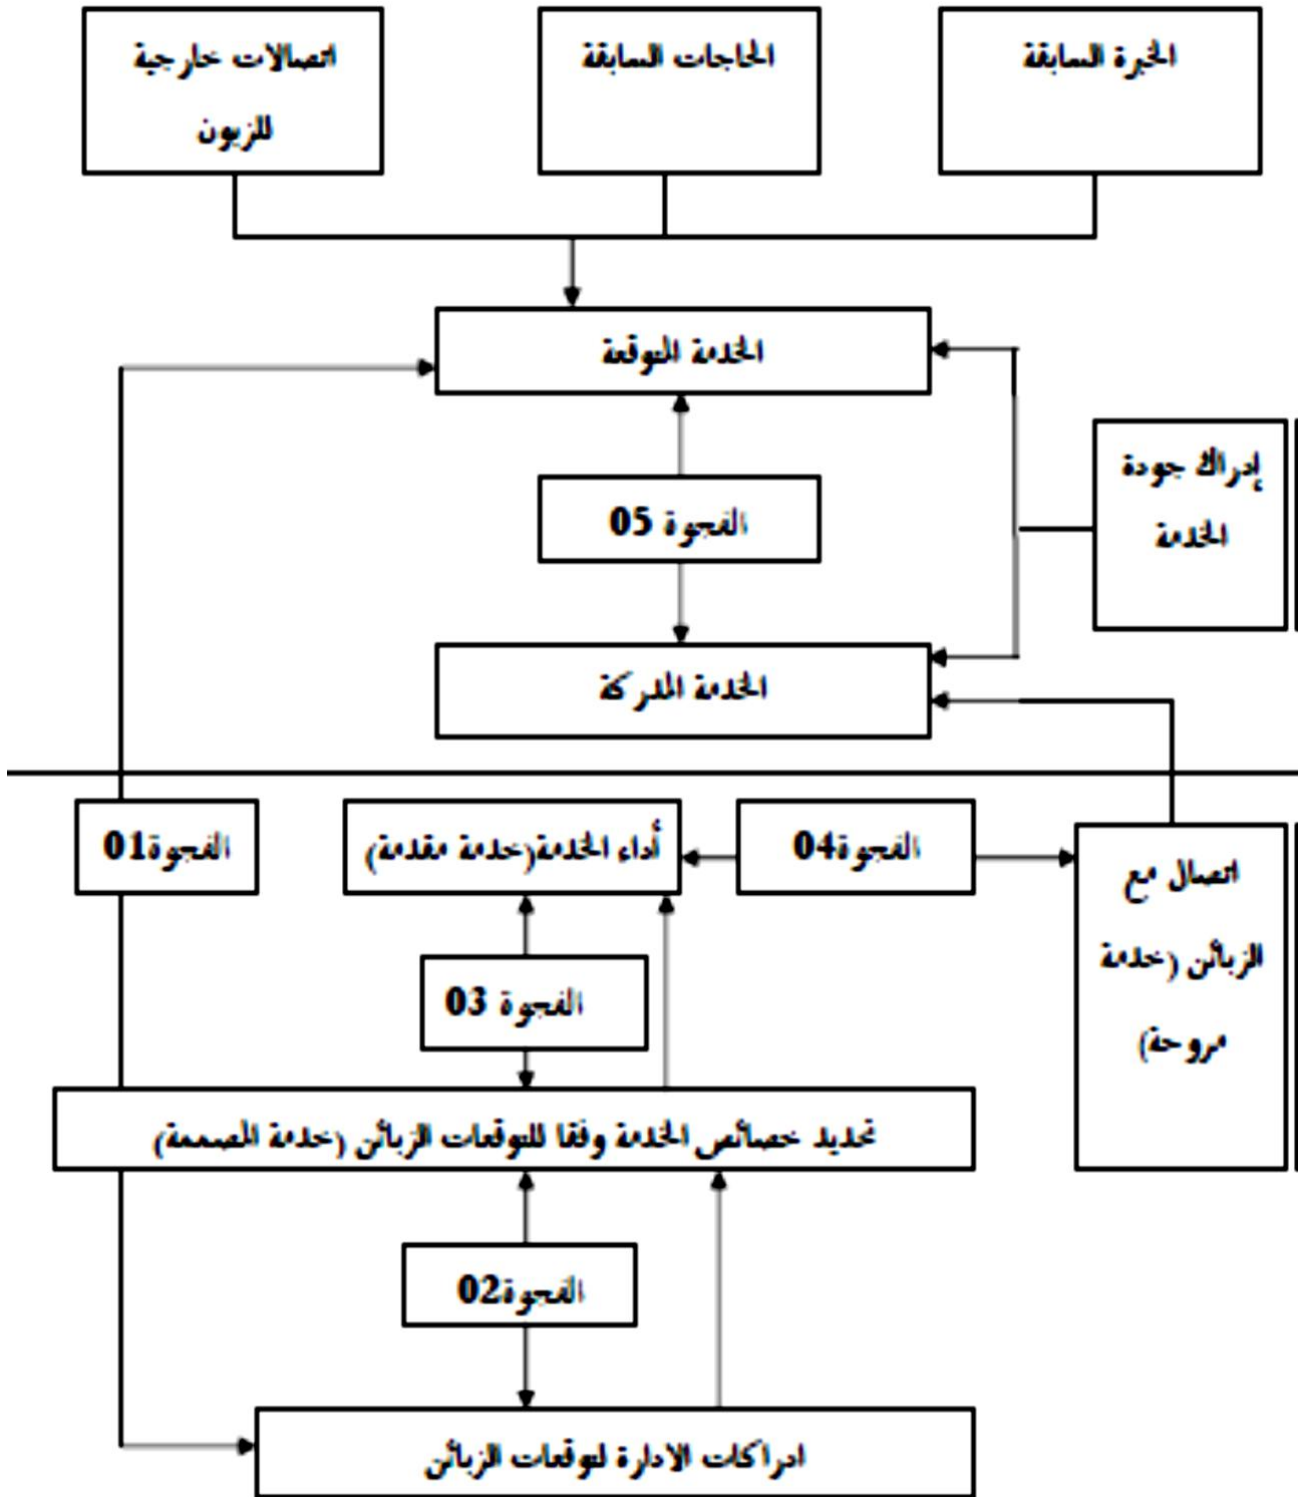 الخبرة السابقة
الحاجات السابقة
اتصالات خارجية
للزبون
الخدمة المتوقعة
إدراك جودة
الخدمة
الفجوة 05
الخدمة المدركة
الفجوة01
أداء الخدمة(خدمة مقدمة)
الفجوة04
اتصال مع
الزبائن (خدمة
مروحة)
الفجوة 03
تحديد خصائص الخدمة وفقا للتوقعات الزبائن (خدمة المصممة)
الفجوة02
ادراكات الادارة لتوقعات الزبائن